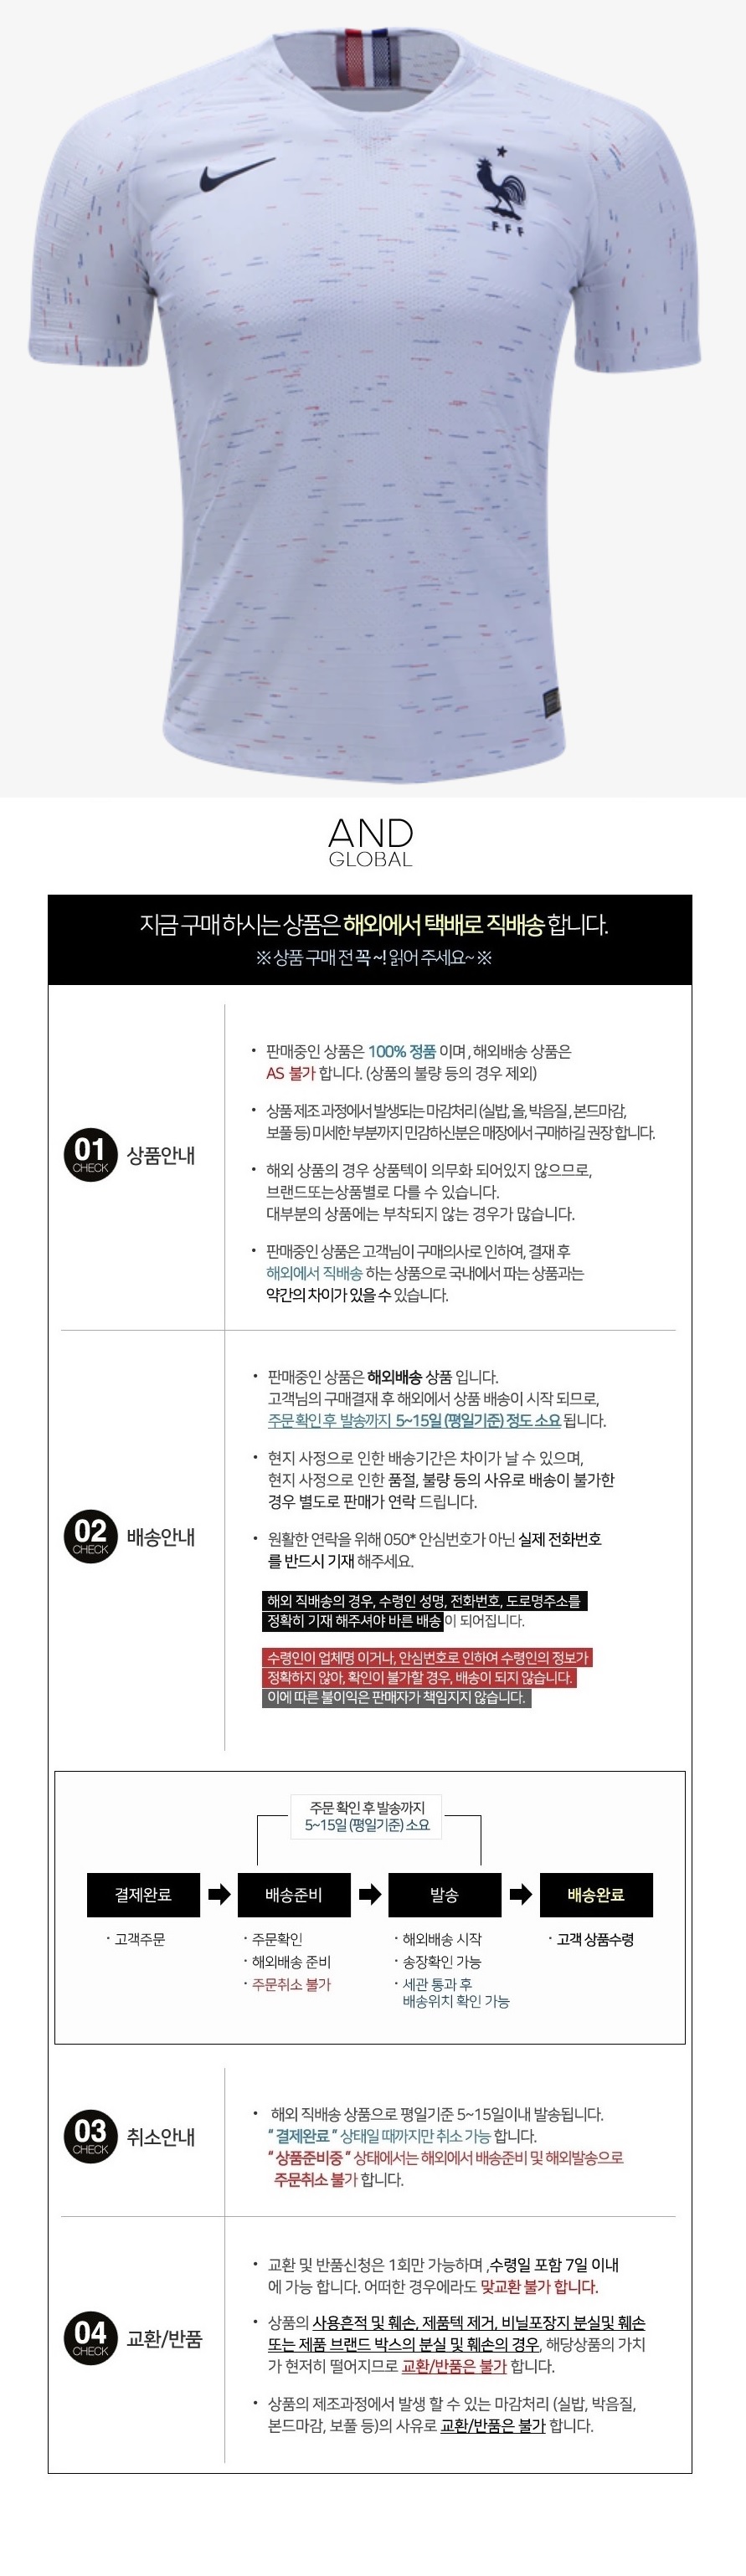 FFF
AND
GLOBAL
지금 구매 하시는 상품은 해외에서 택배로 직배송 합니다.
※ 상품 구매 전 꼭 ~! 읽어 주세요~ ※
01
CHECK
상품안내
• 판매중인 상품은 100% 정품 이며, 해외배송 상품은
AS 불가 합니다. (상품의 불량 등의 경우 제외)
• 상품 제조 과정에서 발생되는 마감처리 (실밥, 올, 박음질, 본드마감,
보풀 등) 미세한 부분까지 민감하신분은 매장에서 구매하길 권장 합니다.
• 해외 상품의 경우 상품텍이 의무화 되어있지 않으므로,
브랜드또는상품별로 다를 수 있습니다.
대부분의 상품에는 부착되지 않는 경우가 많습니다.
• 판매중인 상품은 고객님이 구매의사로 인하여, 결재 후
해외에서 직배송 하는 상품으로 국내에서 파는 상품과는
약간의 차이가 있을 수 있습니다.
02
CHECK
배송안내
• 판매중인 상품은 해외배송 상품 입니다.
고객님의 구매결재 후 해외에서 상품 배송이 시작 되므로,
주문 확인 후 발송까지 5~15일 (평일기준) 정도 소요 됩니다.
• 현지 사정으로 인한 배송기간은 차이가 날 수 있으며,
현지 사정으로 인한 품절, 불량 등의 사유로 배송이 불가한
경우 별도로 판매가 연락 드립니다.
• 원활한 연락을 위해 050* 안심번호가 아닌 실제 전화번호
를 반드시 기재 해주세요.
해외 직배송의 경우, 수령인 성명, 전화번호, 도로명주소를
정확히 기재 해주셔야 바른 배송이 되어집니다.
수령인이 업체명 이거나, 안심번호로 인하여 수령인의 정보가
정확하지 않아, 확인이 불가할 경우, 배송이 되지 않습니다.
이에 따른 불이익은 판매자가 책임지지 않습니다.
주문 확인 후 발송까지
5~15일 (평일기준) 소요
결제완료
배송준비
발송
배송완료
· 고객주문
· 주문확인
· 해외배송 준비
· 주문취소 불가
· 해외배송 시작
· 송장확인 가능
· 세관 통과 후
배송위치 확인 가능
· 고객 상품수령
03
CHECK
취소안내
• 해외 직배송 상품으로 평일기준 5~15일이내 발송됩니다.
“ 결제완료 ” 상태일 때까지만 취소 가능 합니다.
“ 상품준비중 “ 상태에서는 해외에서 배송준비 및 해외발송으로
주문취소 불가 합니다.
04
CHECK
교환/반품
• 교환 및 반품신청은 1회만 가능하며 ,수령일 포함 7일 이내
에 가능 합니다. 어떠한 경우에라도 맞교환 불가 합니다.
• 상품의 사용흔적 및 훼손, 제품텍 제거, 비닐포장지 분실및 훼손
또는 제품 브랜드 박스의 분실 및 훼손의 경우, 해당상품의 가치
가 현저히 떨어지므로 교환/반품은 불가 합니다.
• 상품의 제조과정에서 발생 할 수 있는 마감처리 (실밥, 박음질,
본드마감, 보풀 등)의 사유로 교환/반품은 불가 합니다.